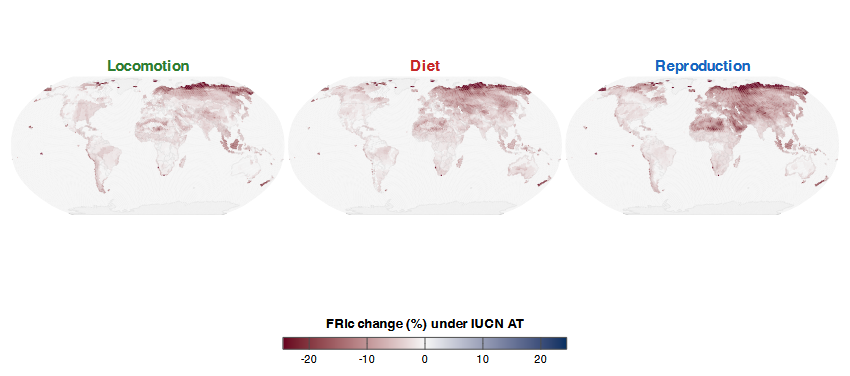 Locomotion Diet Reproduction
FRic change (%) under IUCN AT
-20 -10 0 10 20